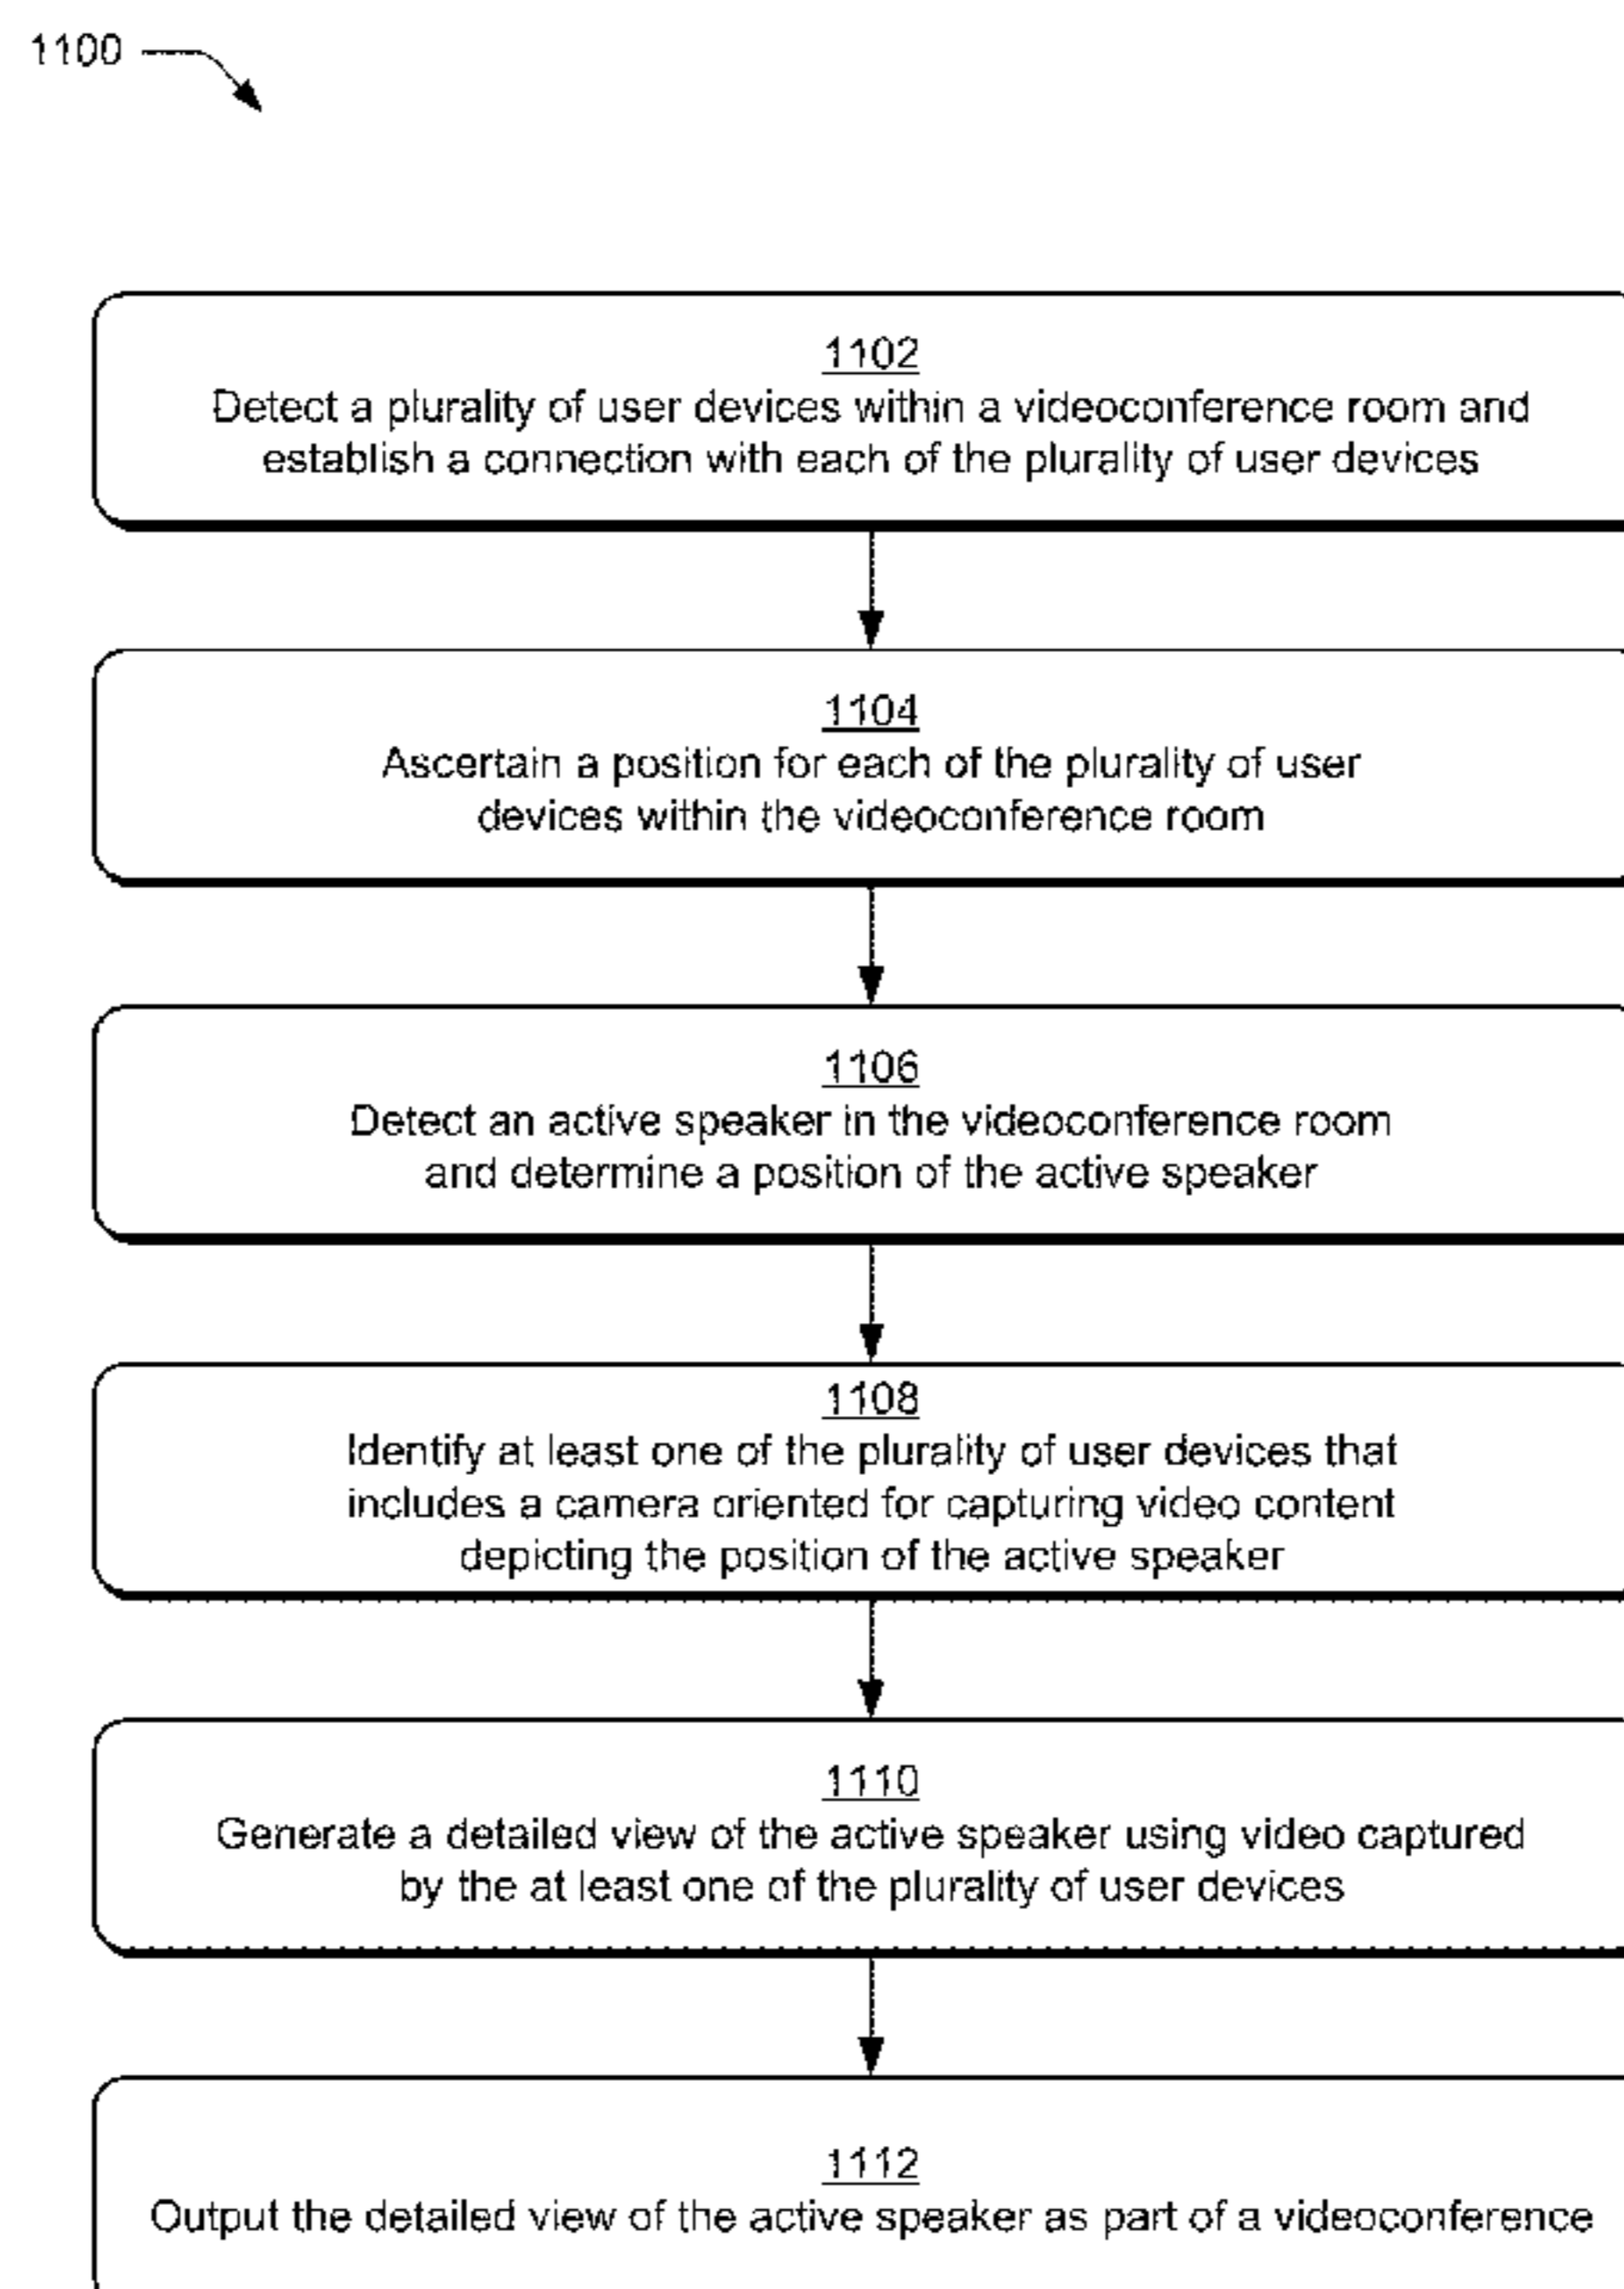 1100
1102
Detect a plurality of user devices within a videoconference room and
establish a connection with each of the plurality of user devices
1104
Ascertain a position for each of the plurality of user
devices within the videoconference room
1106
Detect an active speaker in the videoconference room
and determine a position of the active speaker
1108
Identify at least one of the plurality of user devices that
includes a camera oriented for capturing video content
depicting the position of the active speaker
1110
Generate a detailed view of the active speaker using video captured
by the at least one of the plurality of user devices
1112
Output the detailed view of the active speaker as part of a videoconference